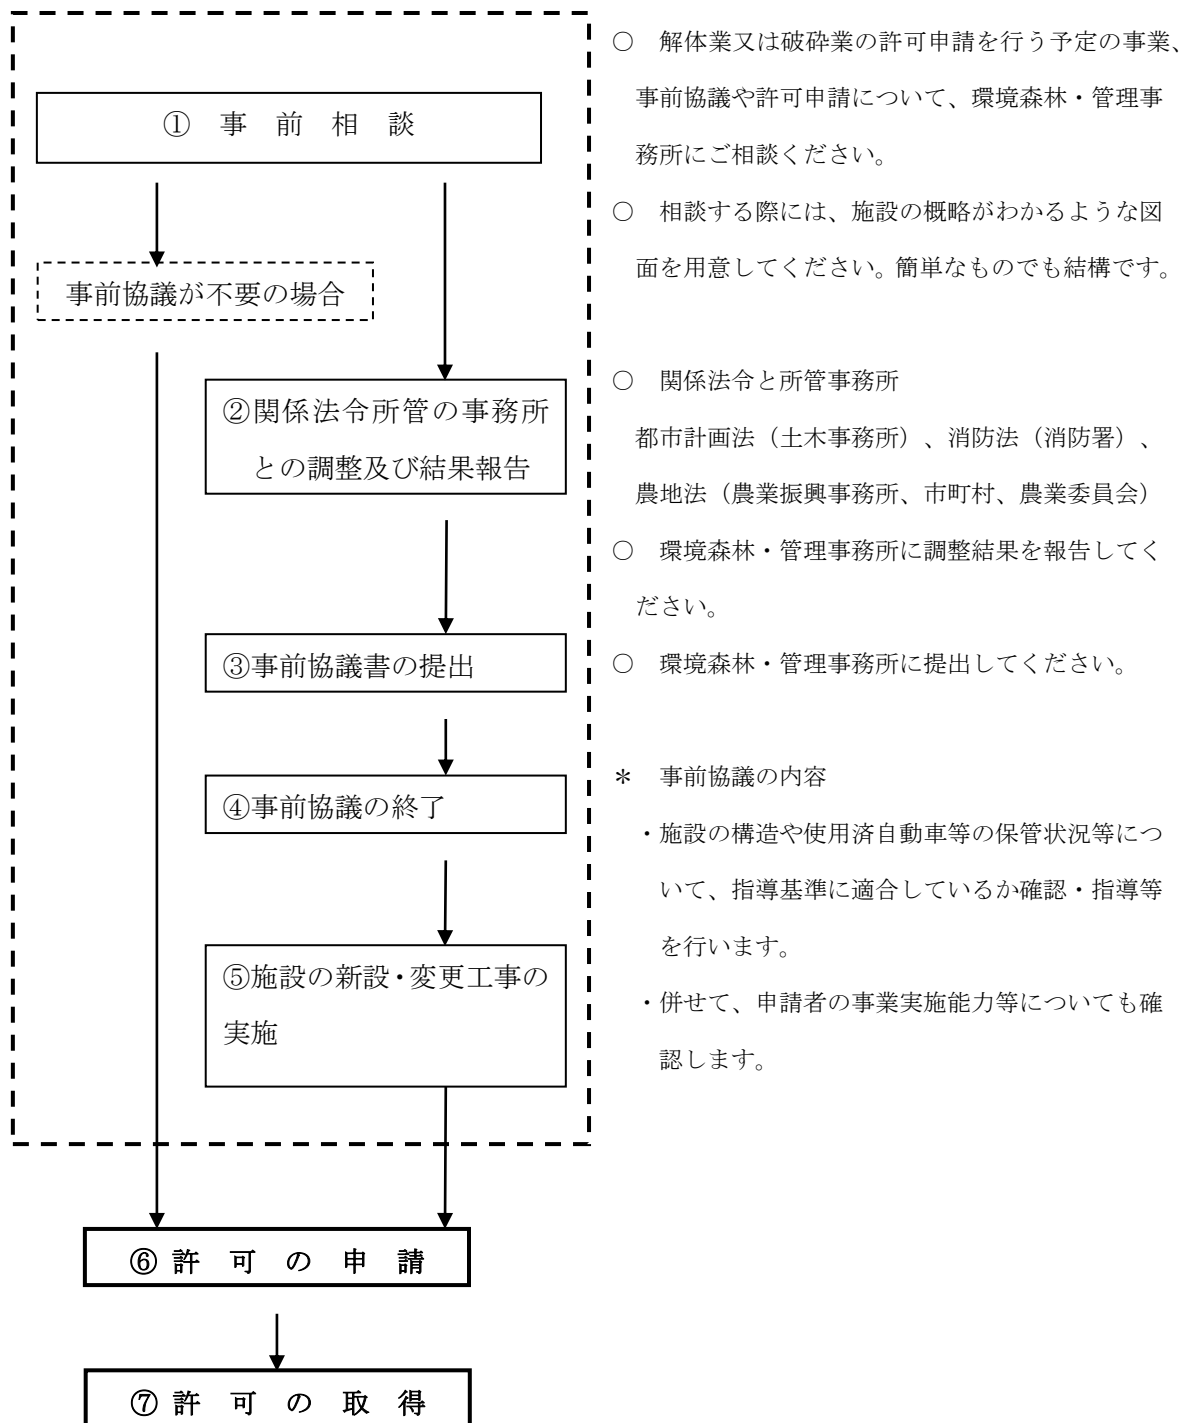 ① 事 前 相 談
事前協議が不要の場合
②関係法令所管の事務所
との調整及び結果報告
③事前協議書の提出
④事前協議の終了
⑤施設の新設・変更工事の
実施
⑥ 許 可 の 申 請
⑦ 許 可 の 取 得
○ 解体業又は破砕業の許可申請を行う予定の事業、
事前協議や許可申請について、環境森林・管理事
務所にご相談ください。
○ 相談する際には、施設の概略がわかるような図
面を用意してください。簡単なものでも結構です。
○ 関係法令と所管事務所
都市計画法（土木事務所）、消防法（消防署）、
農地法（農業振興事務所、市町村、農業委員会）
○ 環境森林・管理事務所に調整結果を報告してく
ださい。
○ 環境森林・管理事務所に提出してください。
＊ 事前協議の内容
・施設の構造や使用済自動車等の保管状況等につ
いて、指導基準に適合しているか確認・指導等
を行います。
・併せて、申請者の事業実施能力等についても確
認します。